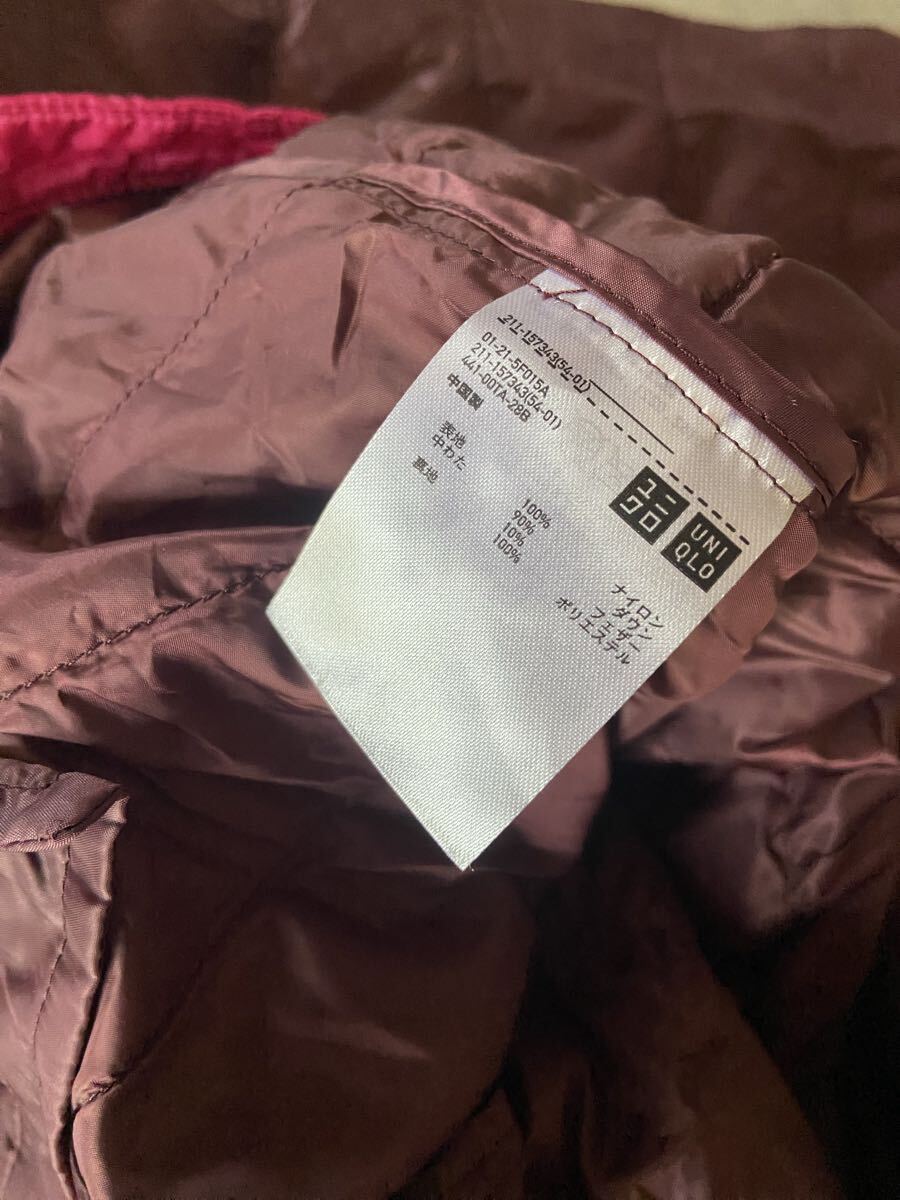 211-157343(54-01)
01-21-5F015A
211-157343(54-01)
441-00TA-28B
中国製
表地 100% ナイロン
中わた 90% ダウン
10% フェザー
裏地 100% ポリエステル
ユニ
クロ
UNI
QLO